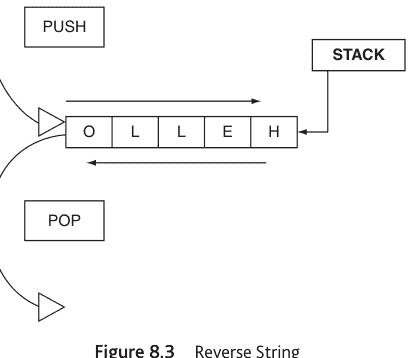 PUSH
STACK
O L L E H
POP
Figure 8.3 Reverse String